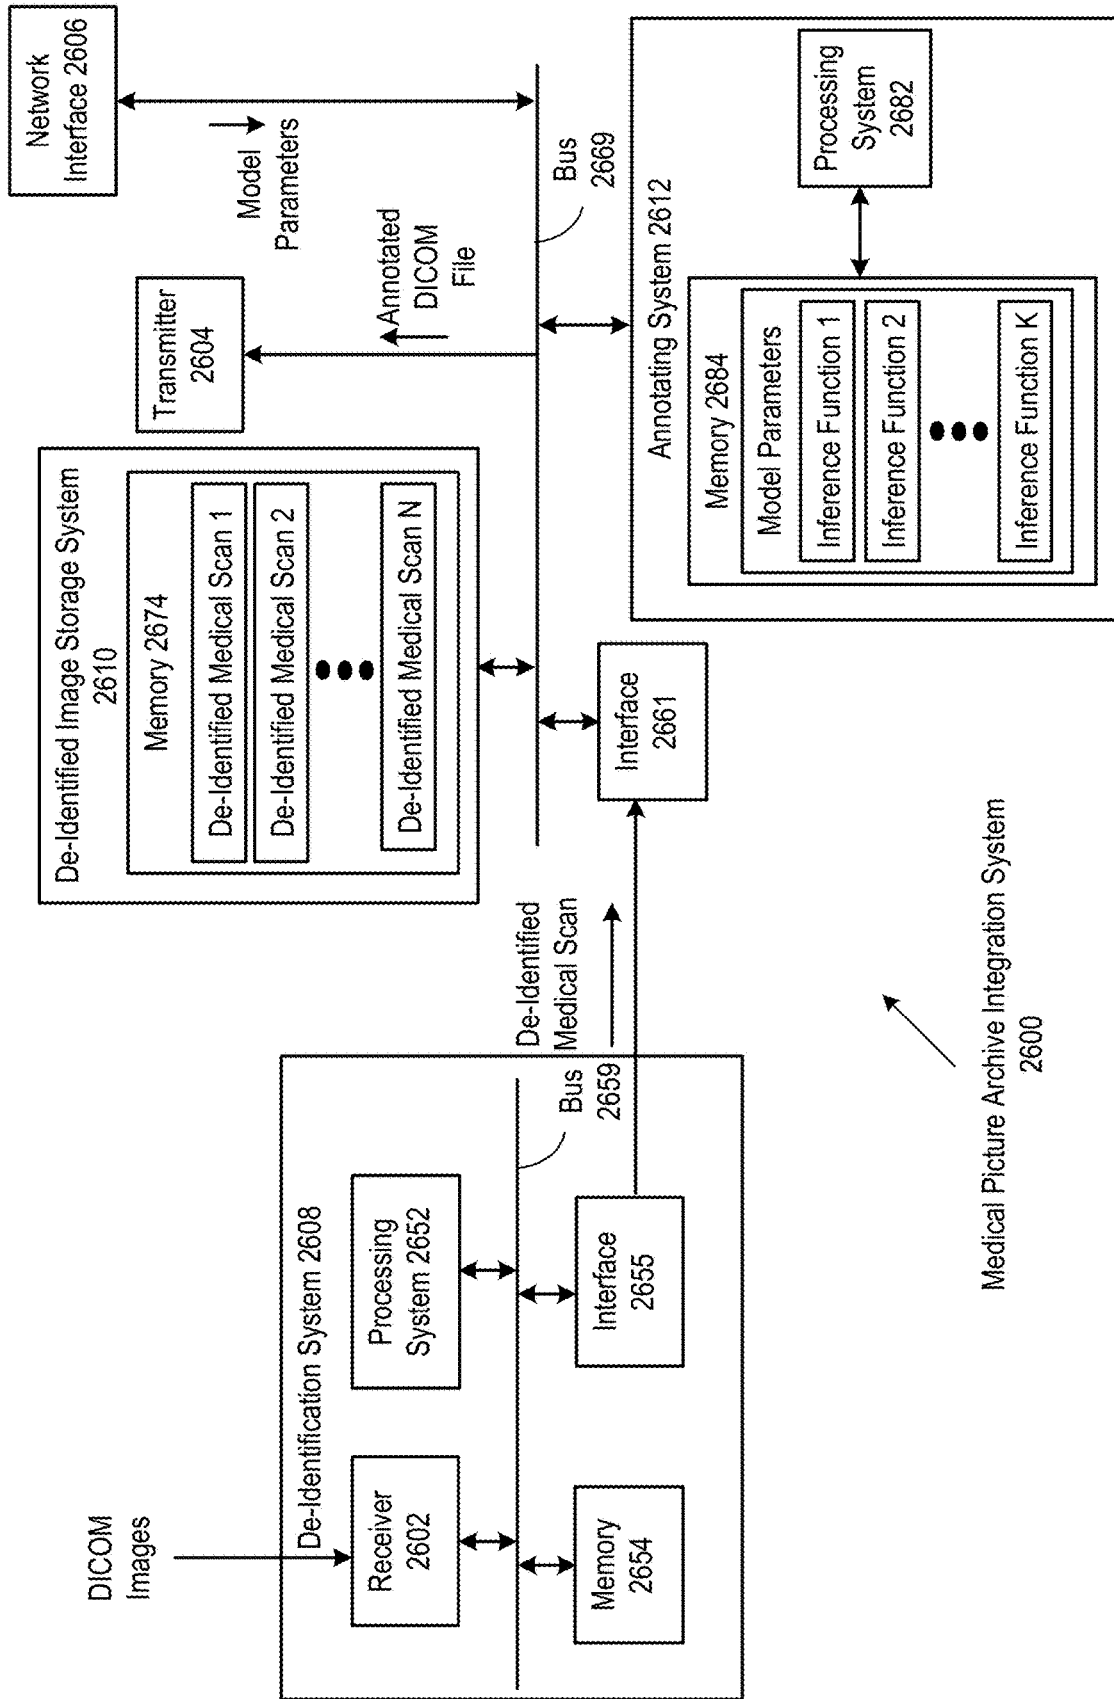 DICOM
Images
De-Identification System 2608
Receiver
2602
Processing
System 2652
Bus
2659
Memory
2654
Interface
2655
De-Identified
Medical Scan
De-Identified Image Storage System
2610
Memory 2674
De-Identified Medical Scan 1
De-Identified Medical Scan 2
De-Identified Medical Scan N
Transmitter
2604
Annotated
DICOM
File
Network
Interface 2606
Model
Parameters
Bus
2669
Interface
2661
Annotating System 2612
Memory 2684
Model Parameters
Inference Function 1
Inference Function 2
Inference Function K
Processing
System
2682
Medical Picture Archive Integration System
2600